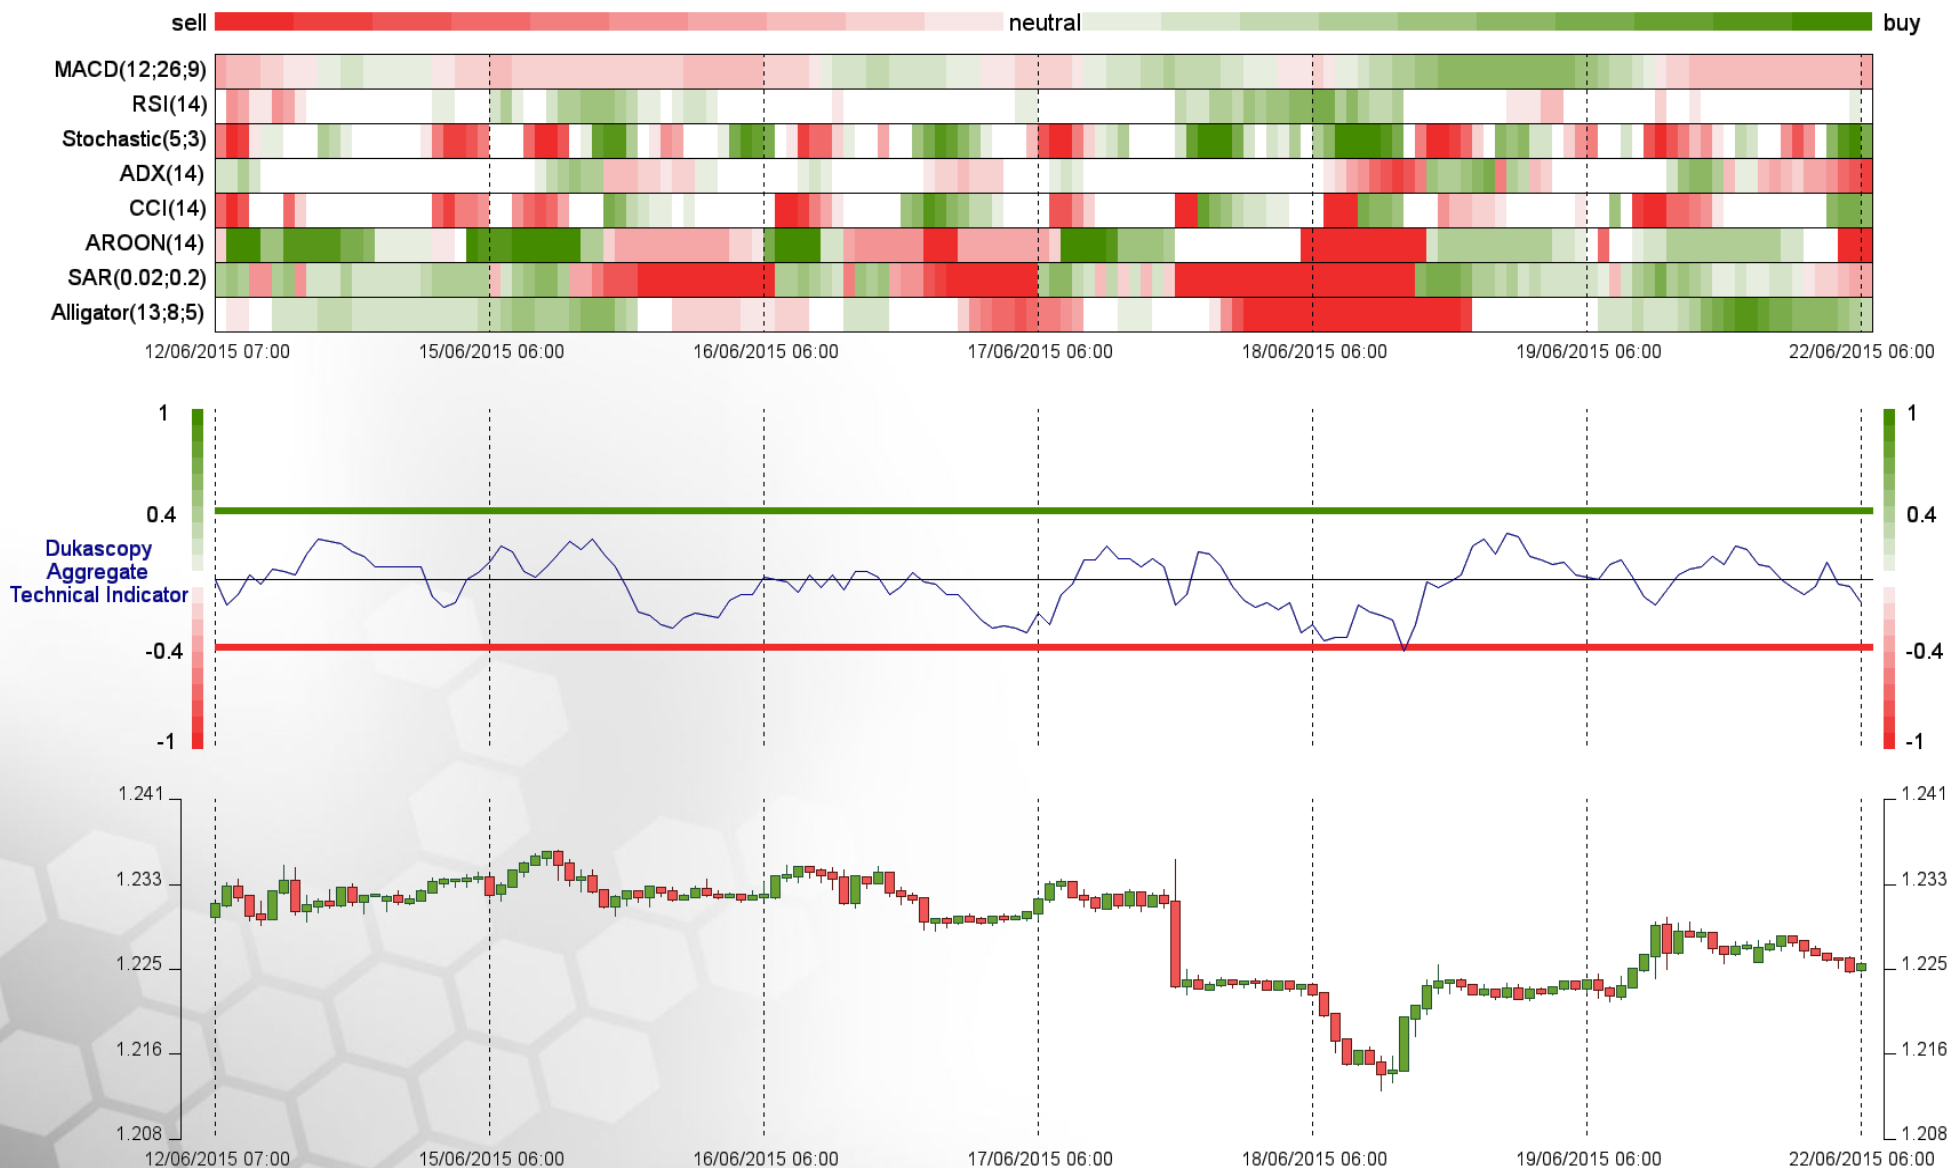 sell neutral buy
MACD(12;26;9)
RSI(14)
Stochastic(5;3)
ADX(14)
CCI(14)
AROON(14)
SAR(0.02;0.2)
Alligator(13;8;5)
12/06/2015 07:00 15/06/2015 06:00 16/06/2015 06:00 17/06/2015 06:00 18/06/2015 06:00 19/06/2015 06:00 22/06/2015 06:00
1 1
0.4 0.4
Dukascopy
Aggregate
Technical Indicator
-0.4 -0.4
-1 -1
1.241 1.241
1.233 1.233
1.225 1.225
1.216 1.216
1.208 1.208
12/06/2015 07:00 15/06/2015 06:00 16/06/2015 06:00 17/06/2015 06:00 18/06/2015 06:00 19/06/2015 06:00 22/06/2015 06:00